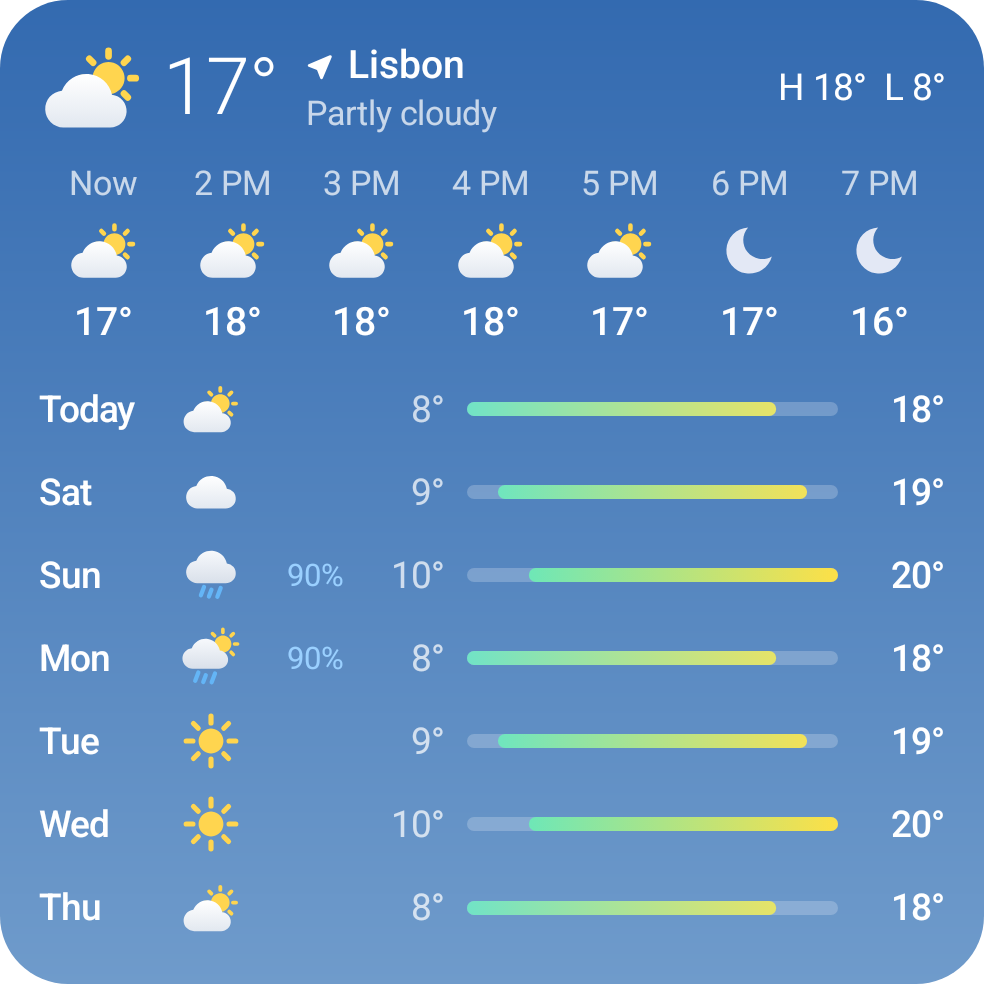 17° Lisbon H 18° L 8°
Partly cloudy
Now 2 PM 3 PM 4 PM 5 PM 6 PM 7 PM
17° 18° 18° 18° 17° 17° 16°
Today 8° 18°
Sat 9° 19°
Sun 90% 10° 20°
Mon 90% 8° 18°
Tue 9° 19°
Wed 10° 20°
Thu 8° 18°